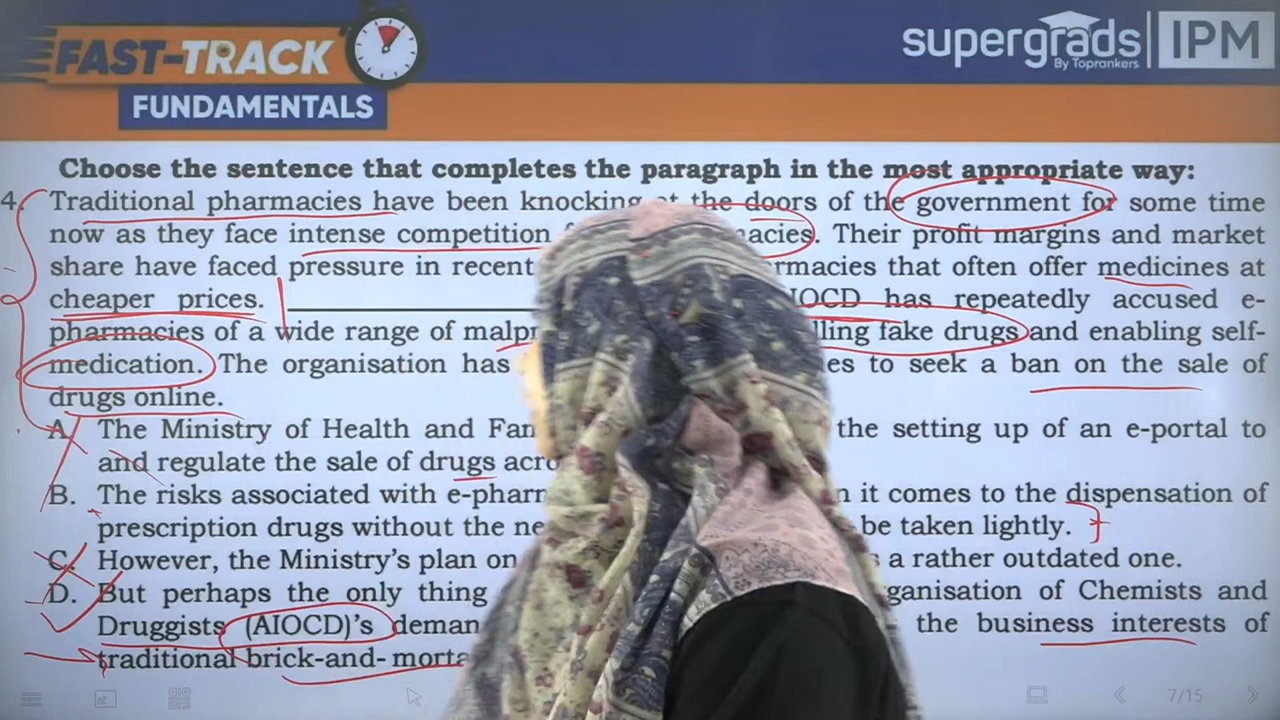 FAST-TRACK
FUNDAMENTALS
supergrads
By Toprankers
IPM
Choose the sentence that completes the paragraph in the most appropriate way:
4. Traditional pharmacies have been knocking at the doors of the government for some time
now as they face intense competition acies. Their profit margins and market
share have faced pressure in recent rmacies that often offer medicines at
cheaper prices. IOCD has repeatedly accused e-
pharmacies of a wide range of malpr lling fake drugs and enabling self-
medication. The organisation has es to seek a ban on the sale of
drugs online.
A. The Ministry of Health and Fam the setting up of an e-portal to
and regulate the sale of drugs acro
B. The risks associated with e-pharm n it comes to the dispensation of
prescription drugs without the ne be taken lightly.
C. However, the Ministry's plan on s a rather outdated one.
D. But perhaps the only thing ganisation of Chemists and
Druggists (AIOCD)'s deman the business interests of
traditional brick-and-morta
7/15